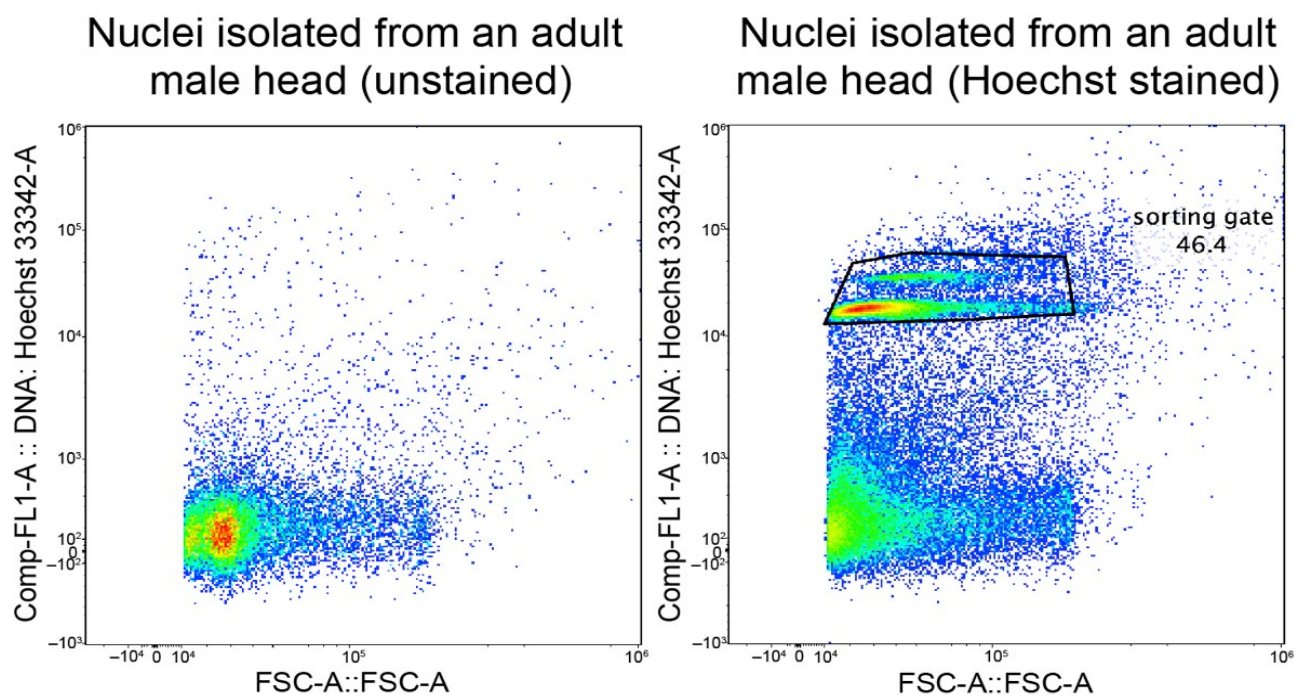 Nuclei isolated from an adult
male head (unstained)
Comp-FL1-A :: DNA: Hoechst 33342-A
10⁶
10⁵
10⁴
10³
10²
0
−10²
−10³
−10⁴ 0 10⁴ 10⁵ 10⁶
FSC-A::FSC-A
Nuclei isolated from an adult
male head (Hoechst stained)
Comp-FL1-A :: DNA: Hoechst 33342-A
10⁶
10⁵
10⁴
10³
10²
0
−10²
−10³
sorting gate
46.4
−10⁴ 0 10⁴ 10⁵ 10⁶
FSC-A::FSC-A